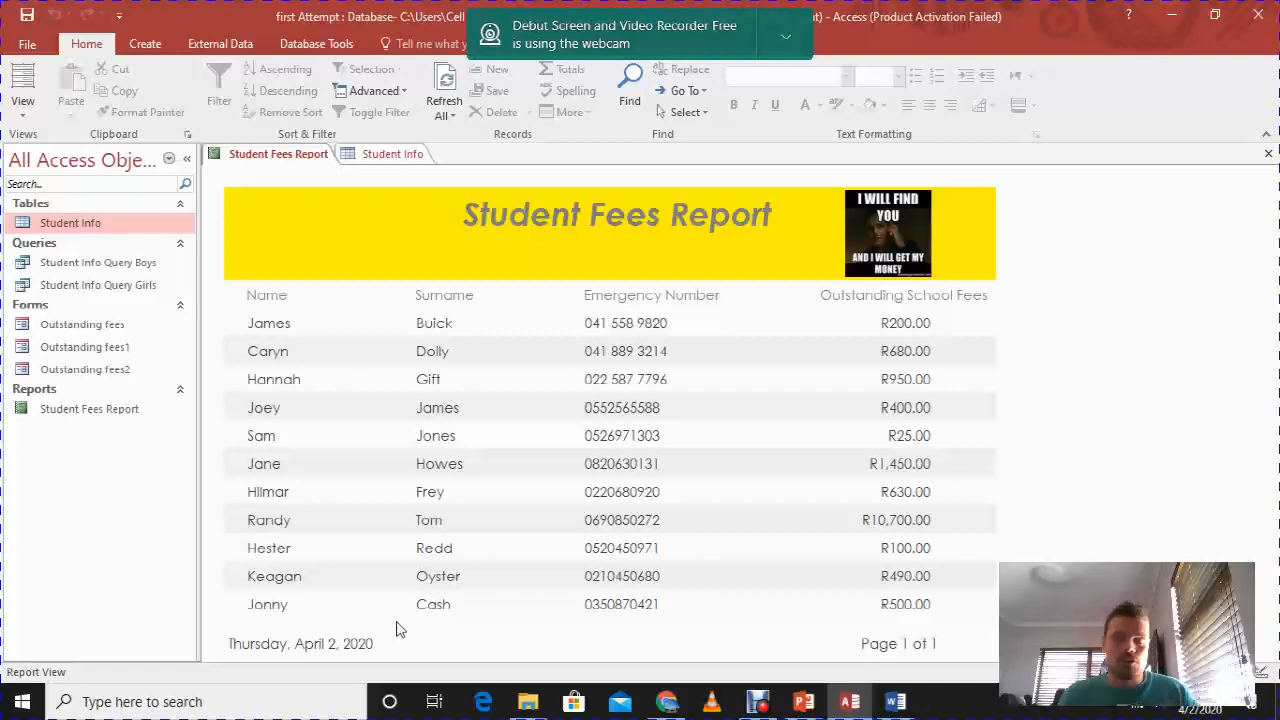 first Attempt : Database- C:\Users\Cell
t) - Access (Product Activation Failed)
Debut Screen and Video Recorder Free
is using the webcam
File
Home
Create
External Data
Database Tools
Tell me what
View
Views
Paste
Cut
Copy
Format Painter
Clipboard
Filter
Ascending
Descending
Remove Sort
Selection
Advanced
Toggle Filter
Sort & Filter
Refresh
All
New
Save
Delete
Totals
Spelling
More
Records
Find
Replace
Go To
Select
Find
B I U
A
Text Formatting
All Access Obje...
Search...
Tables
Student Info
Queries
Student Info Query Boys
Student Info Query Girls
Forms
Outstanding fees
Outstanding fees1
Outstanding fees2
Reports
Student Fees Report
Student Fees Report
Student Info
Student Fees Report
I WILL FIND
YOU
AND I WILL GET MY
MONEY
Name Surname Emergency Number Outstanding School Fees
James Buick 041 558 9820 R200.00
Caryn Dolly 041 889 3214 R680.00
Hannah Gift 022 587 7796 R950.00
Joey James 0552565588 R400.00
Sam Jones 0526971303 R25.00
Jane Howes 0820630131 R1,450.00
Hilmar Frey 0220680920 R630.00
Randy Tom 0690850272 R10,700.00
Hester Redd 0520450971 R100.00
Keagan Oyster 0210450680 R490.00
Jonny Cash 0350870421 R500.00
Thursday, April 2, 2020 Page 1 of 1
Report View
Type here to search
4/2/2020